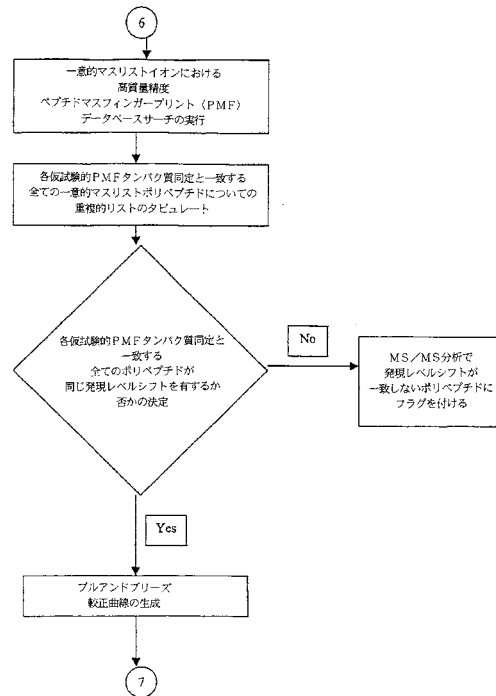 6
一意的マスリストイオンにおける
高質量精度
ペプチドマスフィンガープリント（PMF）
データベースサーチの実行
各仮試験的PMFタンパク質同定と一致する
全ての一意的マスリストポリペプチドについての
重複的リストのタビュレート
各仮試験的PMFタンパク質同定と
一致する
全てのポリペプチドが
同じ発現レベルシフトを有するか
否かの決定
No
MS／MS分析で
発現レベルシフトが
一致しないポリペプチドに
フラグを付ける
Yes
プルアンドブリーズ
較正曲線の生成
7